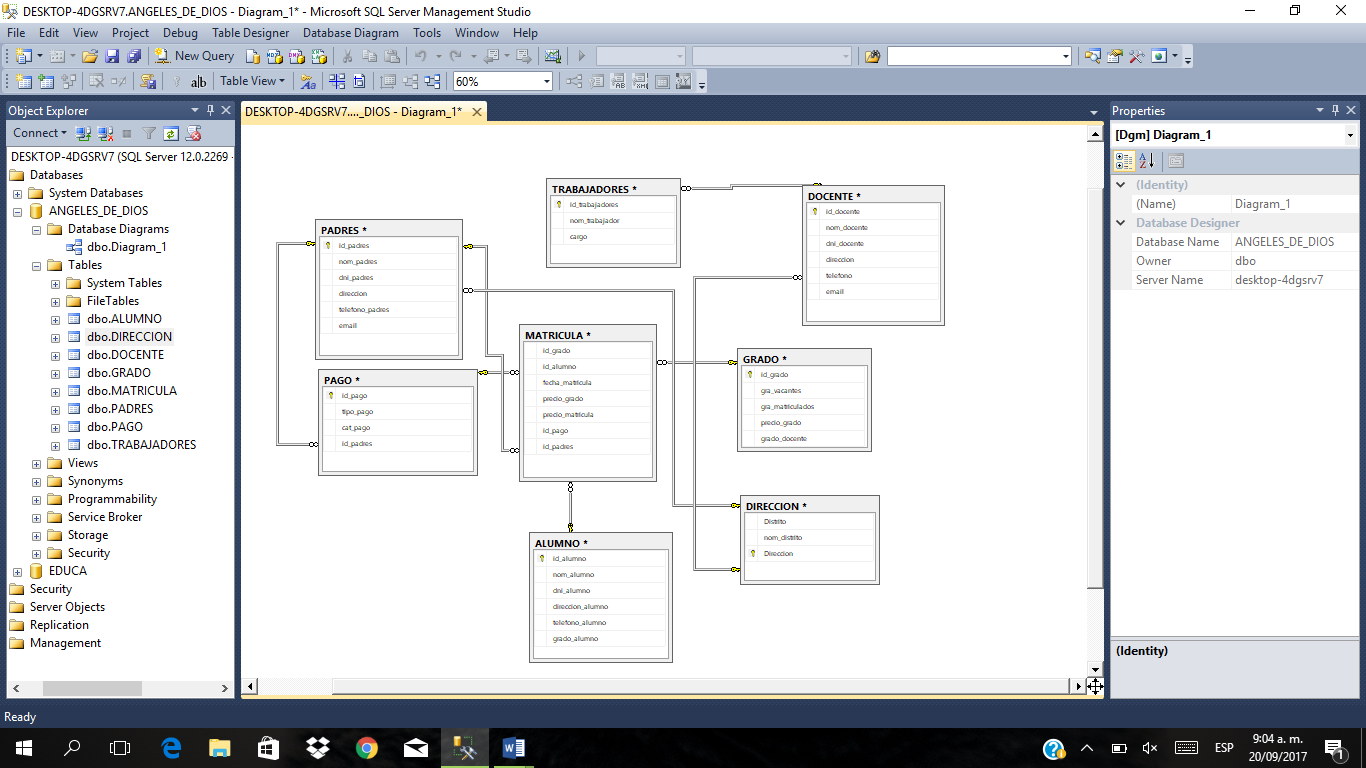 DESKTOP-4DGSRV7.ANGELES_DE_DIOS - Diagram_1* - Microsoft SQL Server Management Studio
File Edit View Project Debug Table Designer Database Diagram Tools Window Help
New Query
Table View 60%
Object Explorer
Connect
DESKTOP-4DGSRV7 (SQL Server 12.0.2269 -
Databases
System Databases
ANGELES_DE_DIOS
Database Diagrams
dbo.Diagram_1
Tables
System Tables
FileTables
dbo.ALUMNO
dbo.DIRECCION
dbo.DOCENTE
dbo.GRADO
dbo.MATRICULA
dbo.PADRES
dbo.PAGO
dbo.TRABAJADORES
Views
Synonyms
Programmability
Service Broker
Storage
Security
EDUCA
Security
Server Objects
Replication
Management
DESKTOP-4DGSRV7...._DIOS - Diagram_1*
PADRES *
id_padres
nom_padres
dni_padres
direccion
telefono_padres
email
PAGO *
id_pago
tipo_pago
cat_pago
id_padres
TRABAJADORES *
id_trabajadores
nom_trabajador
cargo
MATRICULA *
id_grado
id_alumno
fecha_matricula
precio_grado
precio_matricula
id_pago
id_padres
ALUMNO *
id_alumno
nom_alumno
dni_alumno
direccion_alumno
telefono_alumno
grado_alumno
DOCENTE *
id_docente
nom_docente
dni_docente
direccion
telefono
email
GRADO *
id_grado
gra_vacantes
gra_matriculados
precio_grado
grado_docente
DIRECCION *
Distrito
nom_distrito
Direccion
Properties
[Dgm] Diagram_1
(Identity)
(Name) Diagram_1
Database Designer
Database Name ANGELES_DE_DIOS
Owner dbo
Server Name desktop-4dgsrv7
(Identity)
Ready
ESP
9:04 a. m.
20/09/2017
1